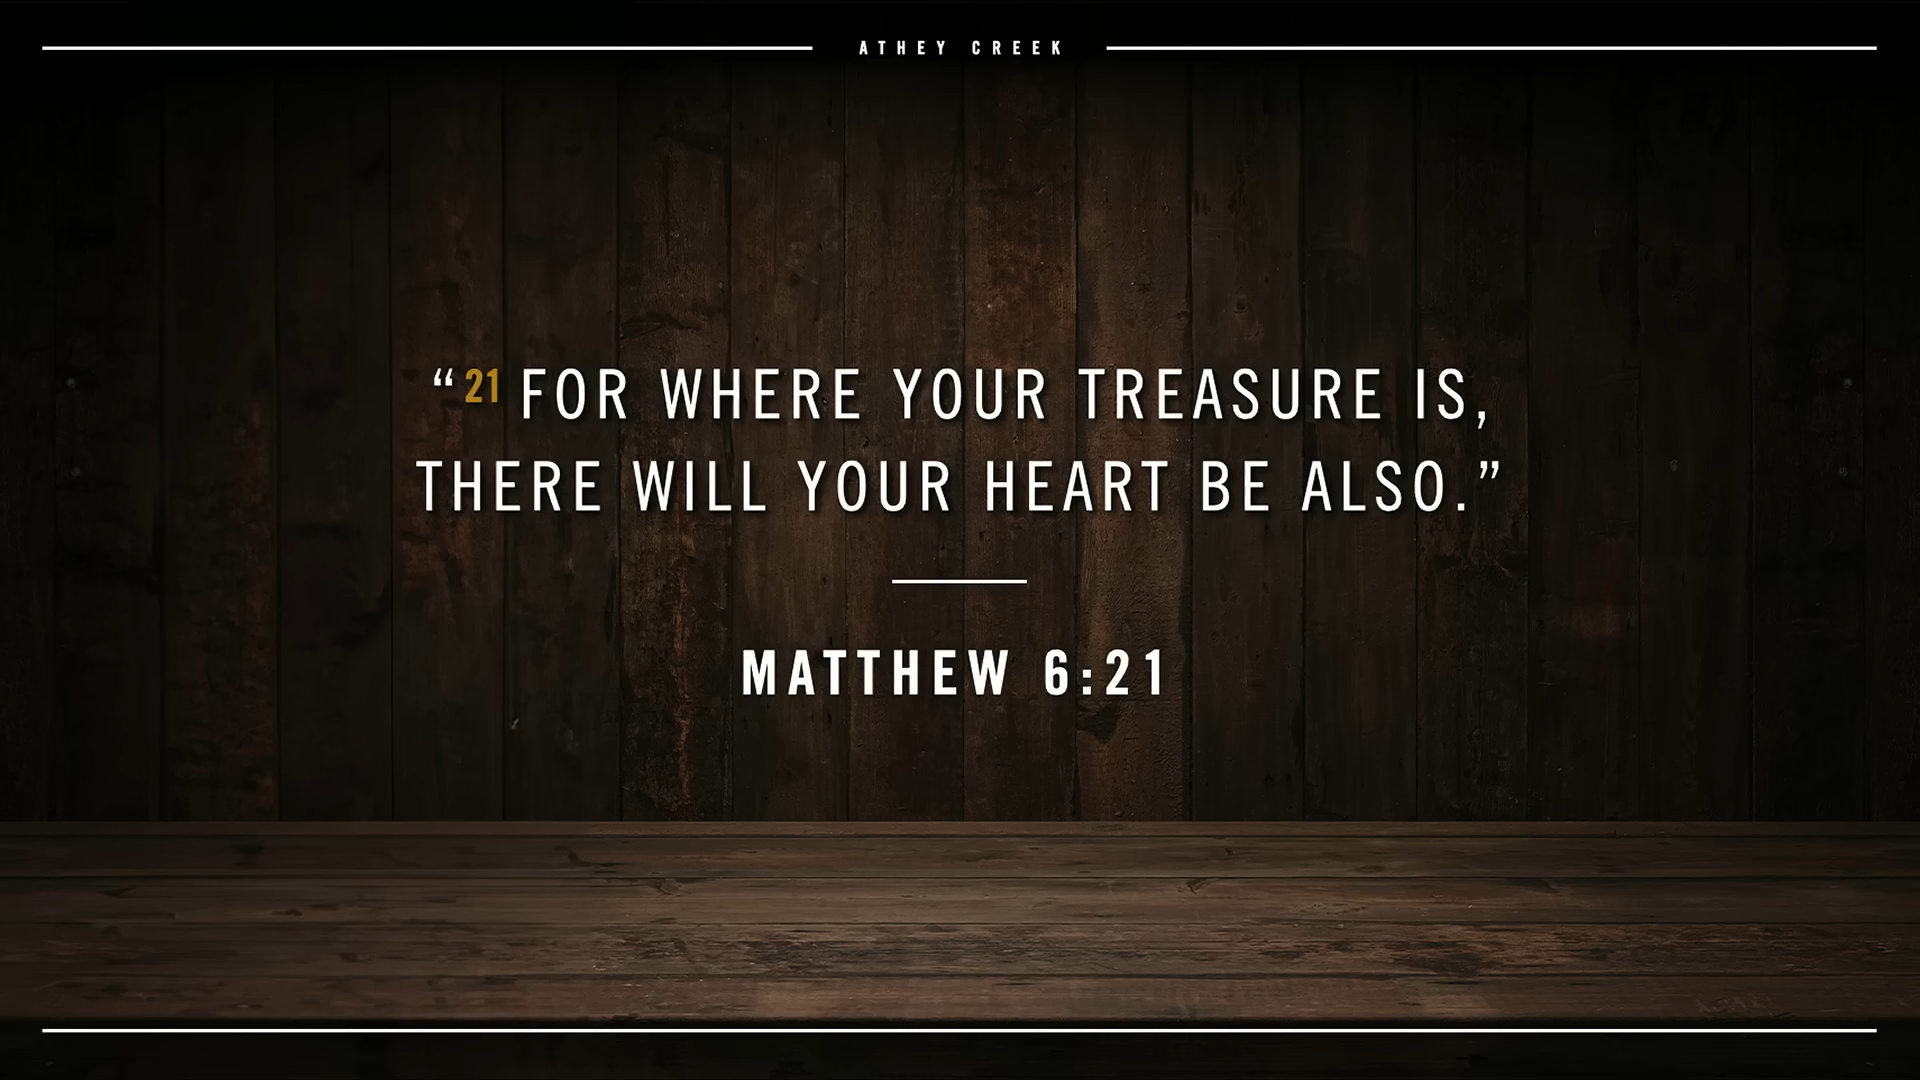 ATHEY CREEK
“21 FOR WHERE YOUR TREASURE IS,
THERE WILL YOUR HEART BE ALSO.”
MATTHEW 6:21